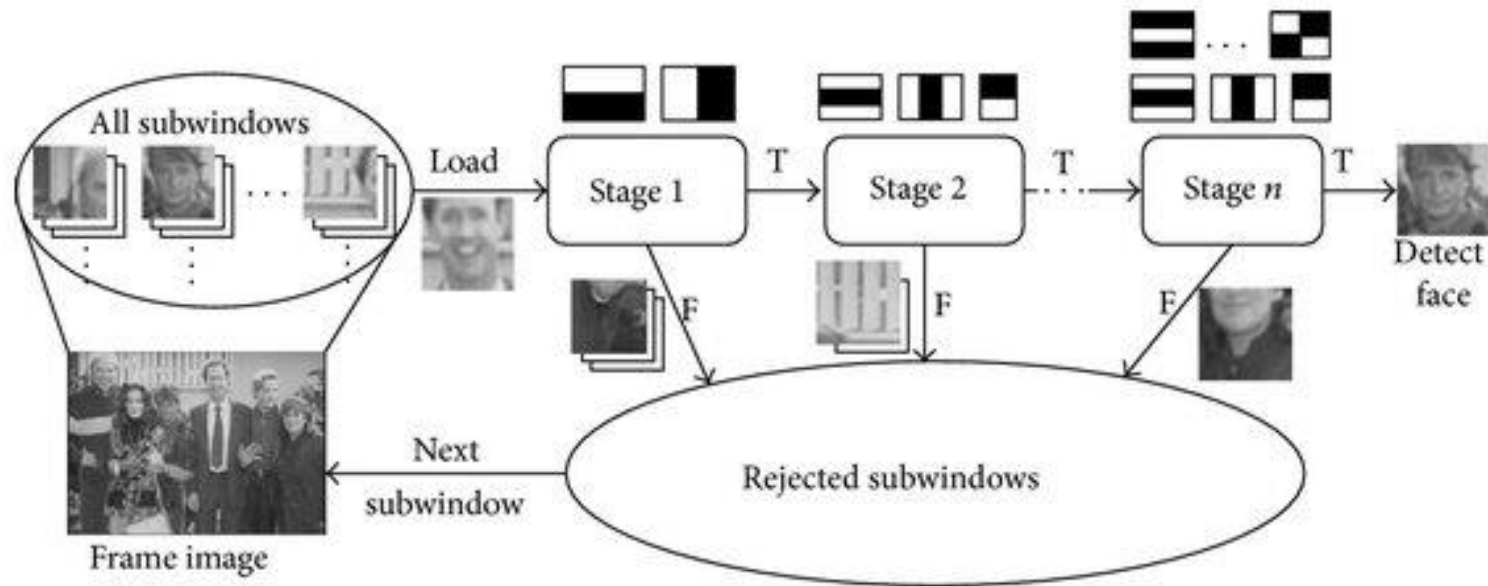 All subwindows
Load
Stage 1
T
Stage 2
T
Stage n
T
Detect
face
F
F
F
Rejected subwindows
Next
subwindow
Frame image